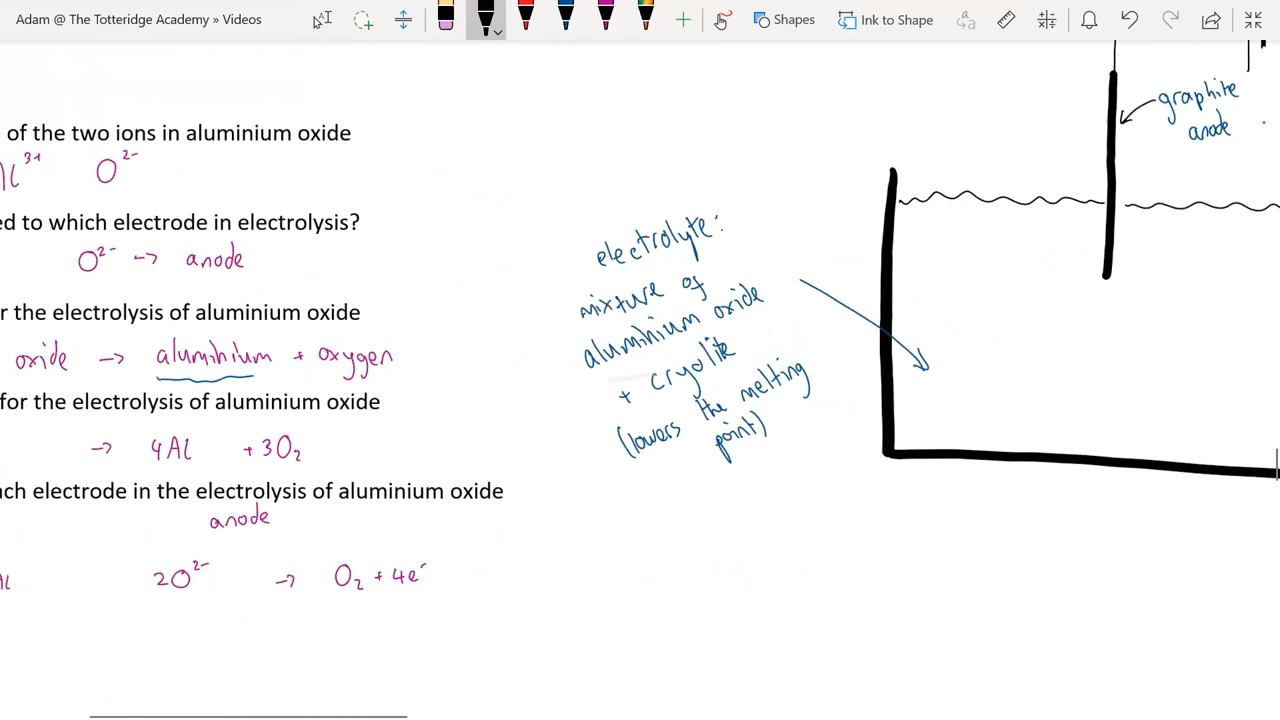 Adam @ The Totteridge Academy » Videos
Shapes
Ink to Shape
of the two ions in aluminium oxide
Al³⁺ O²⁻
ed to which electrode in electrolysis?
O²⁻ -> anode
r the electrolysis of aluminium oxide
oxide -> aluminium + oxygen
for the electrolysis of aluminium oxide
-> 4Al +3O₂
ach electrode in the electrolysis of aluminium oxide
anode
2O²⁻ -> O₂ + 4e⁻
electrolyte:
mixture of
aluminium oxide
+ cryolite
(lowers the melting
point)
graphite
anode